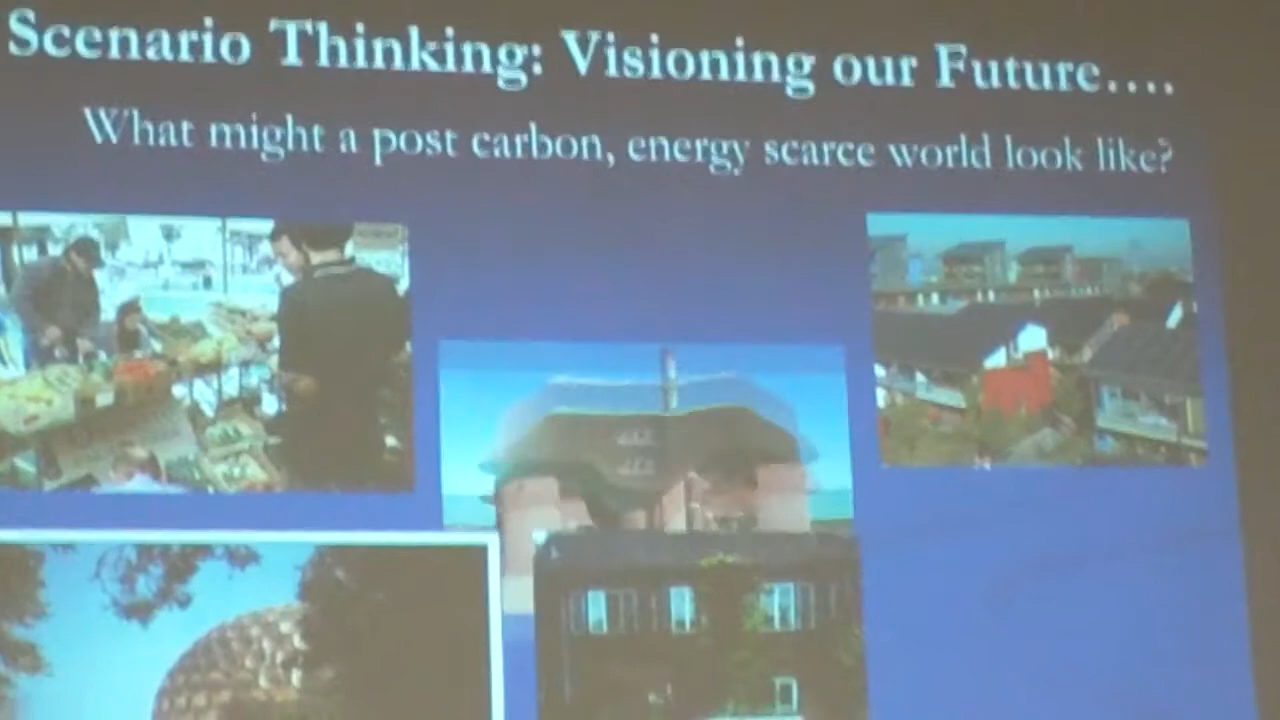 Scenario Thinking: Visioning our Future....
What might a post carbon, energy scarce world look like?